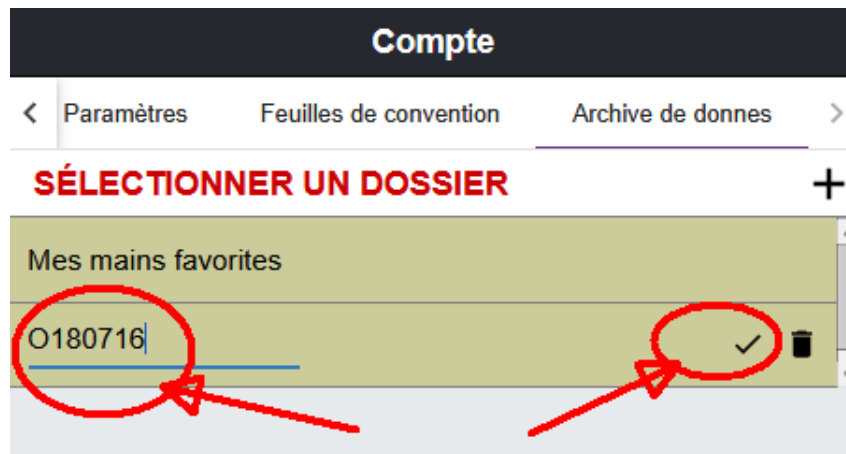 Compte
Paramètres Feuilles de convention Archive de donnes
SÉLECTIONNER UN DOSSIER
Mes mains favorites
O180716